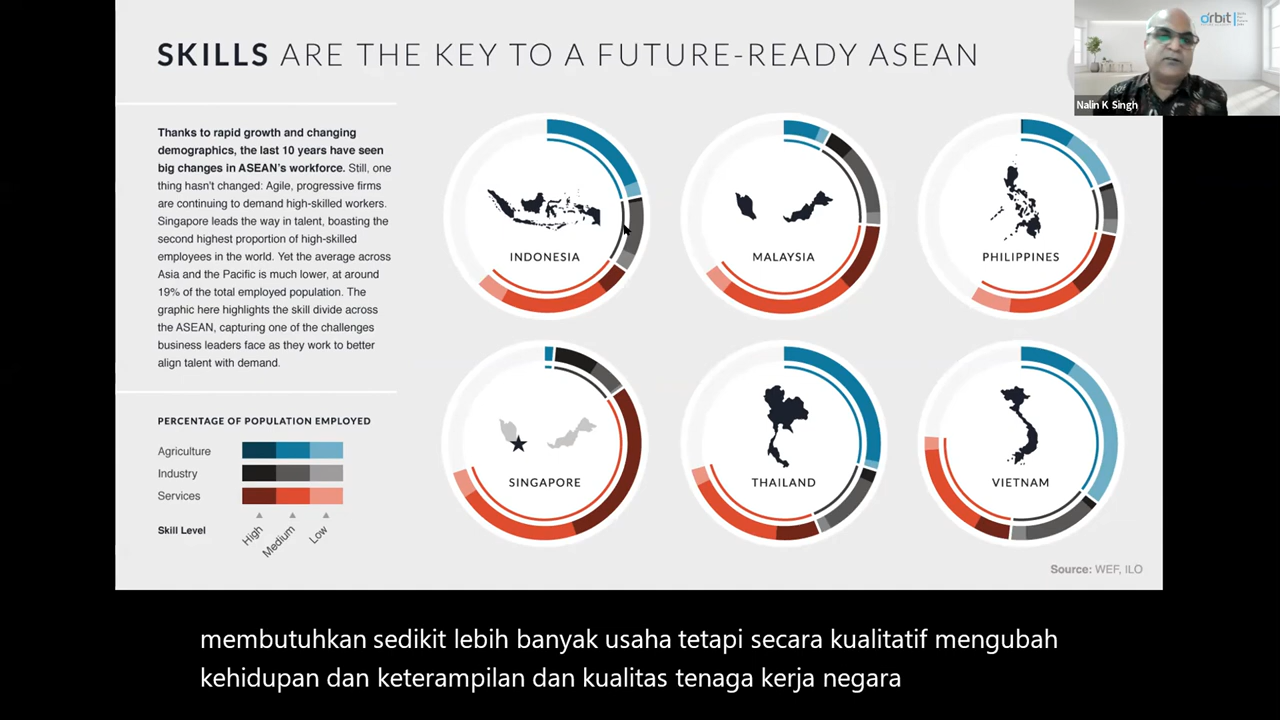 SKILLS ARE THE KEY TO A FUTURE-READY ASEAN
órbit
Nalin K Singh
Thanks to rapid growth and changing
demographics, the last 10 years have seen
big changes in ASEAN's workforce. Still, one
thing hasn't changed: Agile, progressive firms
are continuing to demand high-skilled workers.
Singapore leads the way in talent, boasting the
second highest proportion of high-skilled
employees in the world. Yet the average across
Asia and the Pacific is much lower, at around
19% of the total employed population. The
graphic here highlights the skill divide across
the ASEAN, capturing one of the challenges
business leaders face as they work to better
align talent with demand.
PERCENTAGE OF POPULATION EMPLOYED
Agriculture
Industry
Services
Skill Level
High
Medium
Low
INDONESIA
MALAYSIA
PHILIPPINES
SINGAPORE
THAILAND
VIETNAM
Source: WEF, ILO
membutuhkan sedikit lebih banyak usaha tetapi secara kualitatif mengubah
kehidupan dan keterampilan dan kualitas tenaga kerja negara